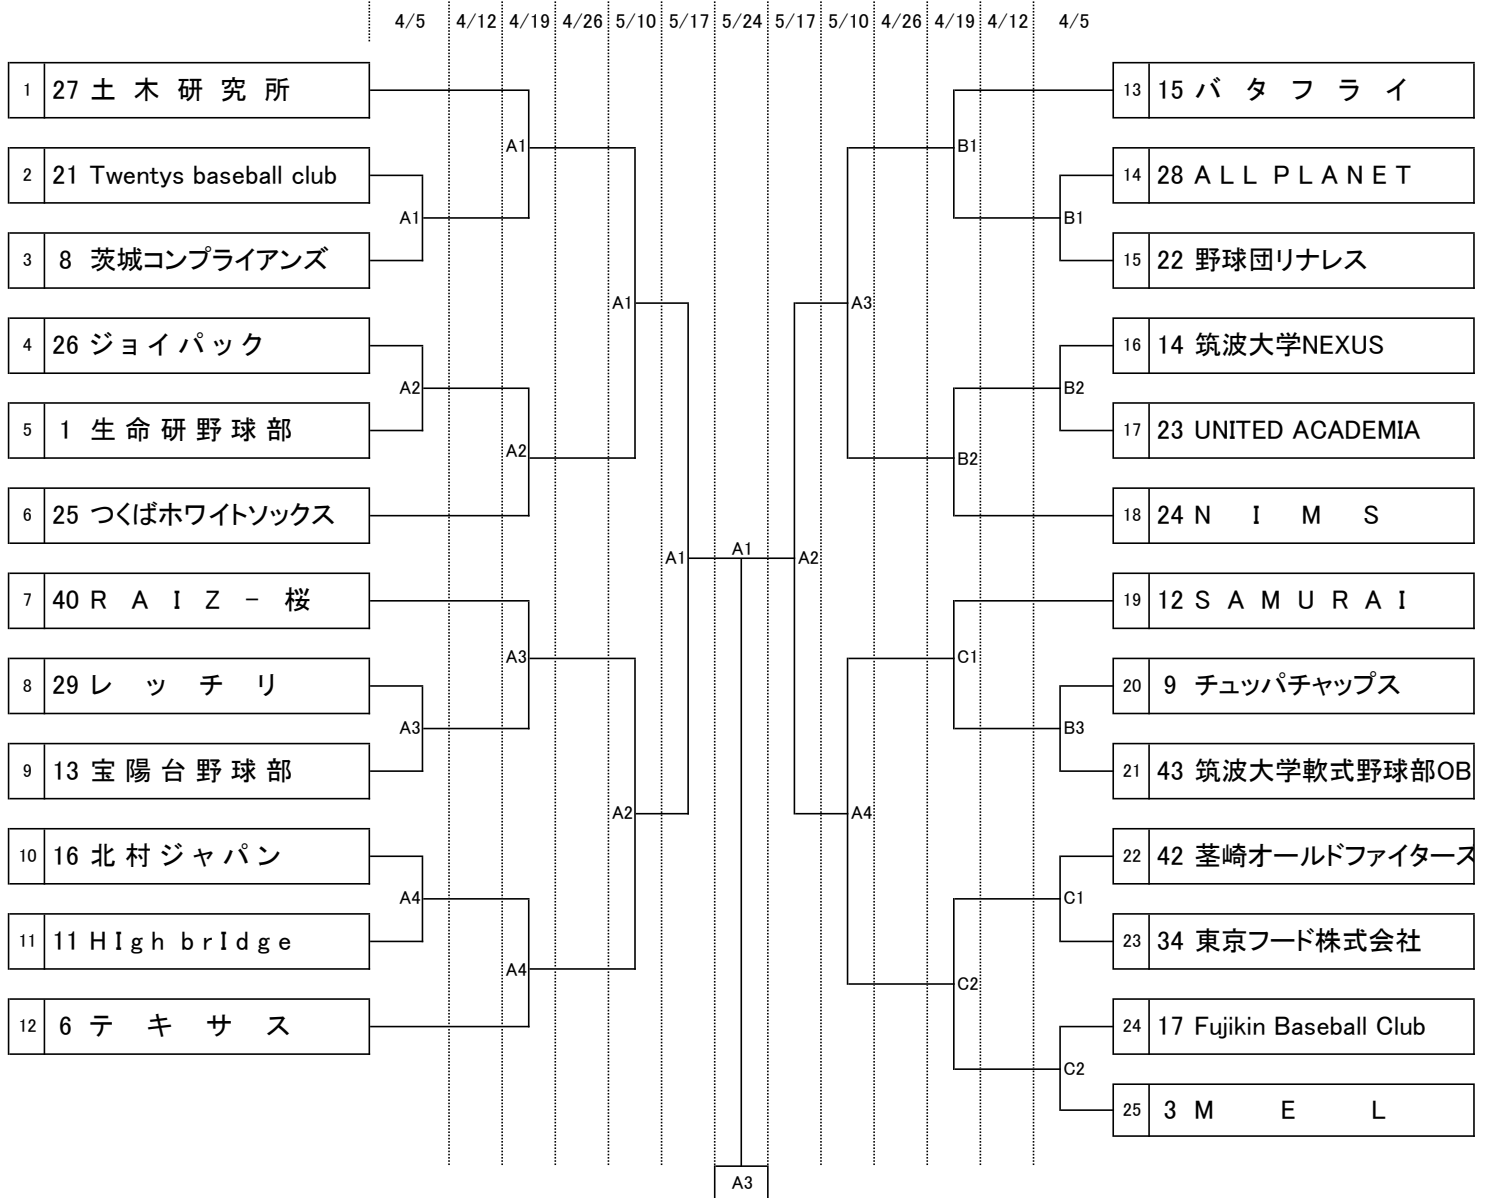 4/5 4/12 4/19 4/26 5/10 5/17 5/24 5/17 5/10 4/26 4/19 4/12 4/5
1 27 土木研究所
2 21 Twentys baseball club
3 8 茨城コンプライアンズ
4 26 ジョイパック
5 1 生命研野球部
6 25 つくばホワイトソックス
7 40 RAIZ-桜
8 29 レッチリ
9 13 宝陽台野球部
10 16 北村ジャパン
11 11 HIgh brIdge
12 6 テキサス
A1
A2
A3
A4
A1
A2
A3
A4
A1
A2
A1
A1
A3
A2
A3
A4
B1
B2
C1
C2
B1
B2
B3
C1
C2
13 15 バタフライ
14 28 ALL PLANET
15 22 野球団リナレス
16 14 筑波大学NEXUS
17 23 UNITED ACADEMIA
18 24 NIMS
19 12 SAMURAI
20 9 チュッパチャップス
21 43 筑波大学軟式野球部OB
22 42 茎崎オールドファイターズ
23 34 東京フード株式会社
24 17 Fujikin Baseball Club
25 3 MEL